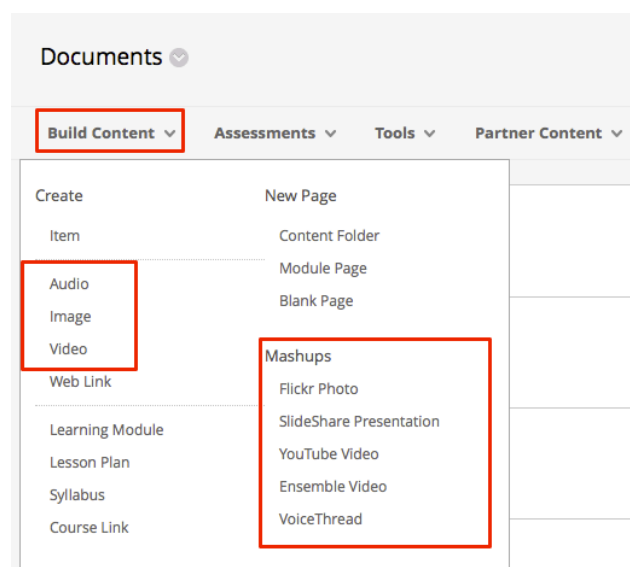 Documents
Build Content
Assessments
Tools
Partner Content
Create
Item
Audio
Image
Video
Web Link
Learning Module
Lesson Plan
Syllabus
Course Link
New Page
Content Folder
Module Page
Blank Page
Mashups
Flickr Photo
SlideShare Presentation
YouTube Video
Ensemble Video
VoiceThread